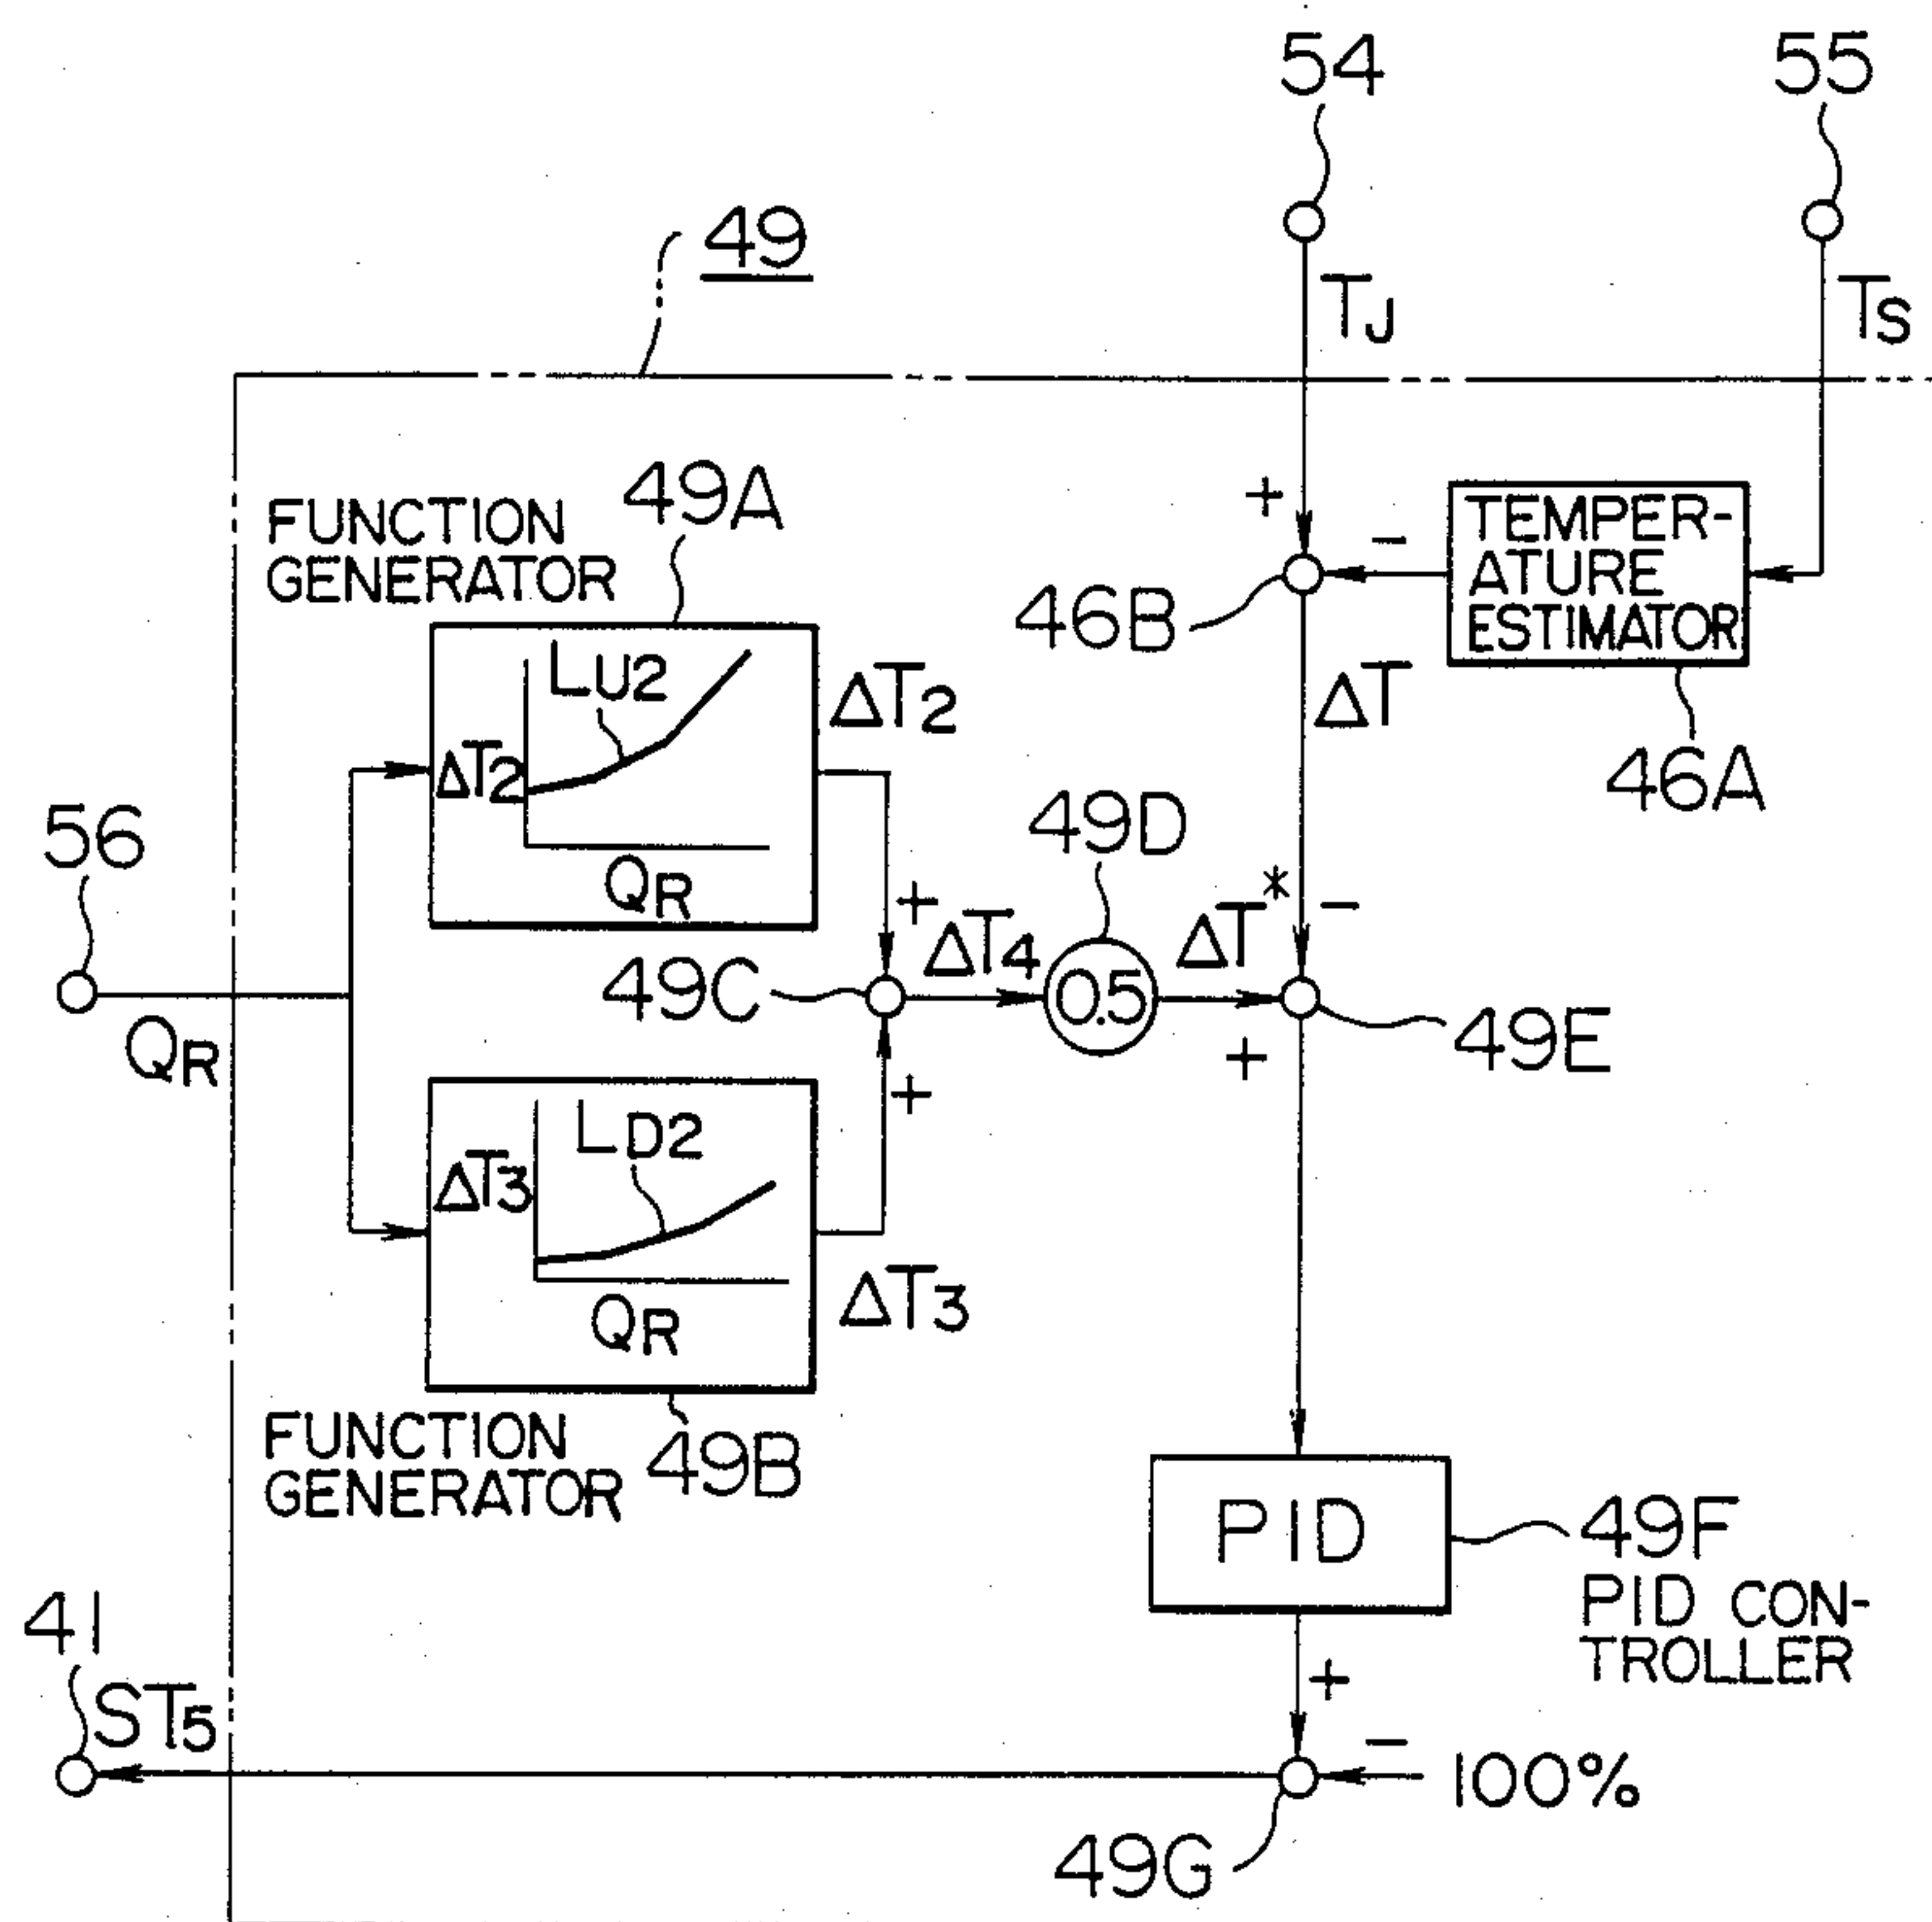 54
55
49
TJ
TS
FUNCTION
GENERATOR
49A
+
-
TEMPER-
ATURE
ESTIMATOR
46B
46A
LU2
ΔT2
QR
ΔT2
ΔT
56
QR
49D
+
ΔT4
0.5
ΔT*
-
49C
+
49E
+
LD2
ΔT3
QR
ΔT3
FUNCTION
GENERATOR
49B
PID
49F
PID CON-
TROLLER
41
ST5
+
-
100%
49G